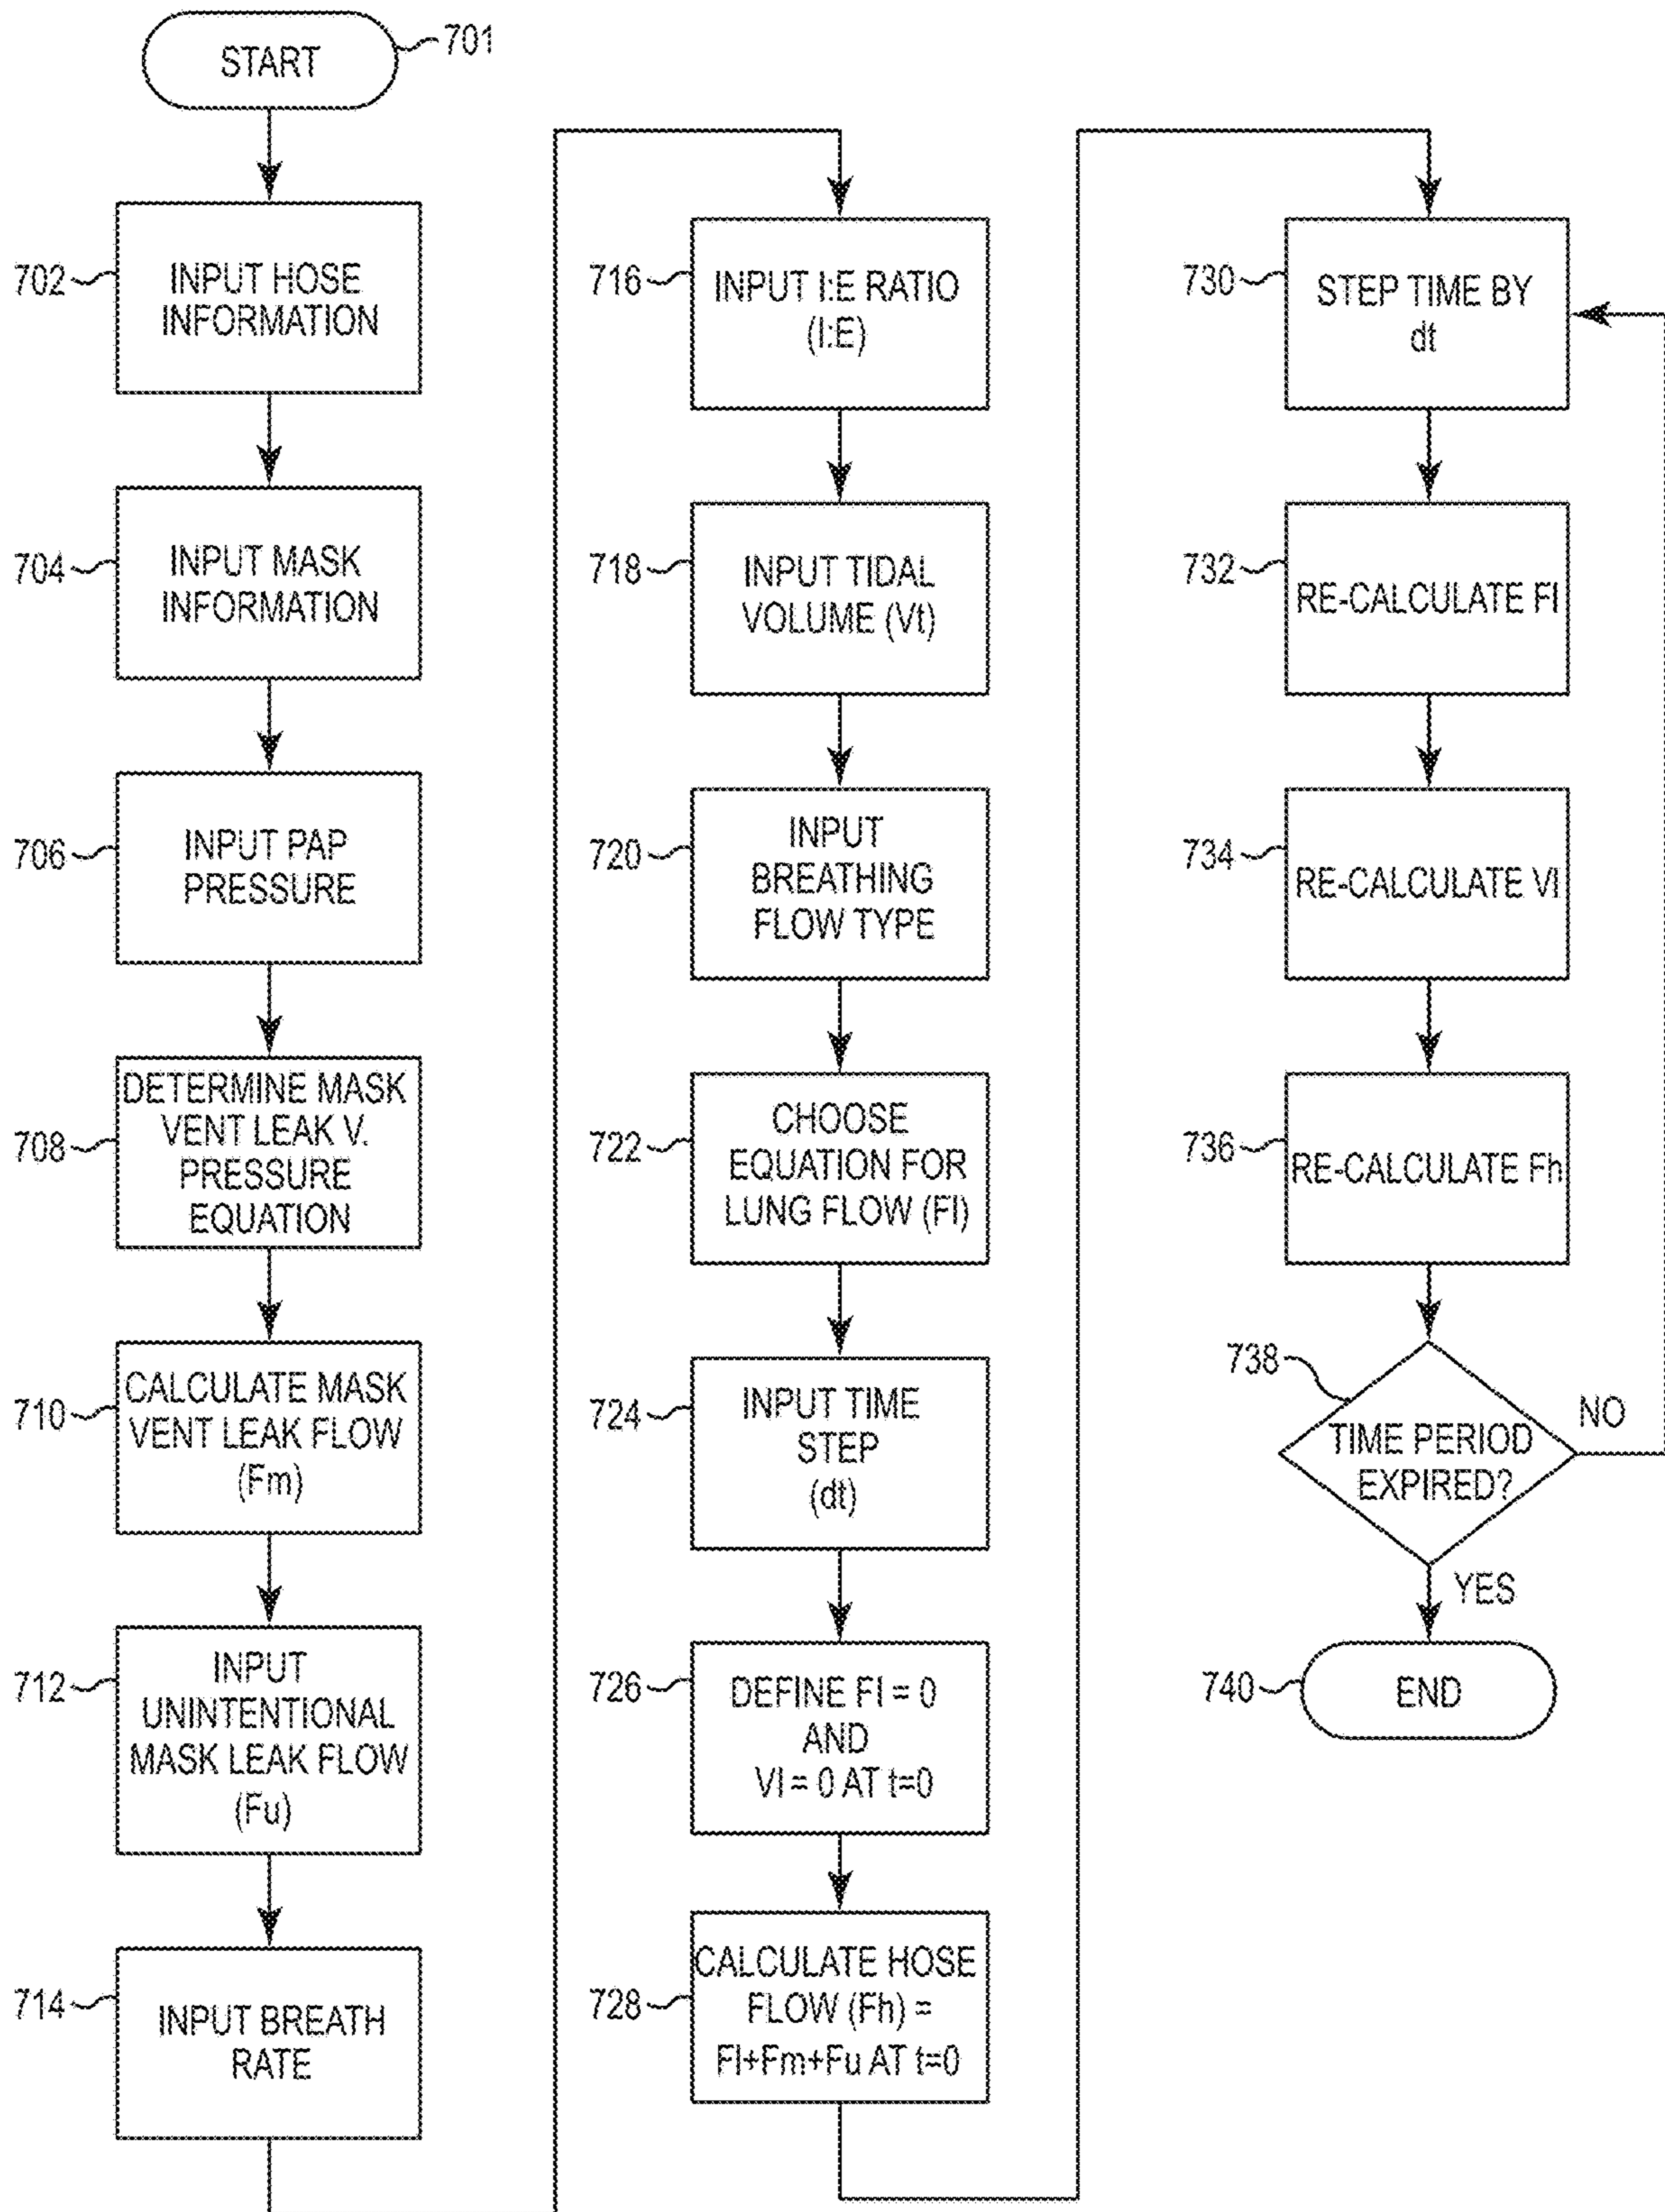 START
701
702
INPUT HOSE
INFORMATION
704
INPUT MASK
INFORMATION
706
INPUT PAP
PRESSURE
708
DETERMINE MASK
VENT LEAK V.
PRESSURE
EQUATION
710
CALCULATE MASK
VENT LEAK FLOW
(Fm)
712
INPUT
UNINTENTIONAL
MASK LEAK FLOW
(Fu)
714
INPUT BREATH
RATE
716
INPUT I:E RATIO
(I:E)
718
INPUT TIDAL
VOLUME (Vt)
720
INPUT
BREATHING
FLOW TYPE
722
CHOOSE
EQUATION FOR
LUNG FLOW (Fl)
724
INPUT TIME
STEP
(dt)
726
DEFINE Fl = 0
AND
Vl = 0 AT t=0
728
CALCULATE HOSE
FLOW (Fh) =
Fl+Fm+Fu AT t=0
730
STEP TIME BY
dt
732
RE-CALCULATE Fl
734
RE-CALCULATE Vl
736
RE-CALCULATE Fh
738
TIME PERIOD
EXPIRED?
NO
YES
740
END